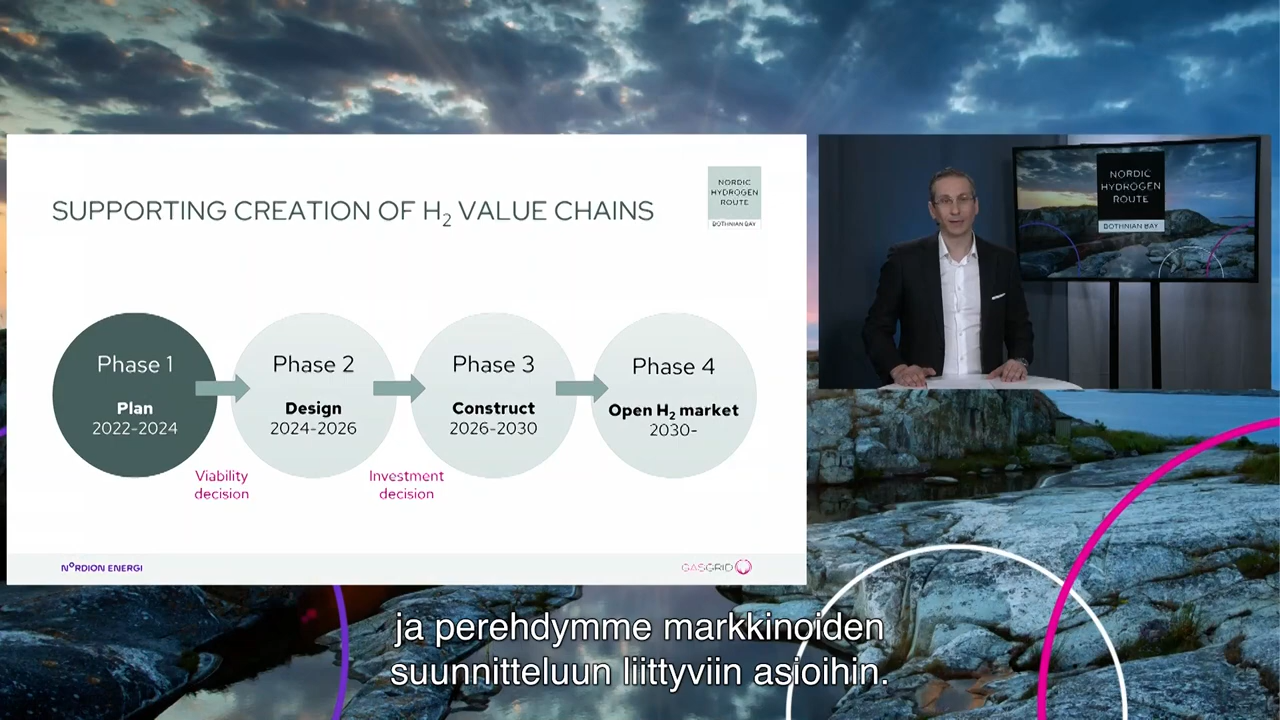 SUPPORTING CREATION OF H₂ VALUE CHAINS
NORDIC
HYDROGEN
ROUTE
BOTHNIAN BAY
Phase 1
Plan
2022-2024
Phase 2
Design
2024-2026
Phase 3
Construct
2026-2030
Phase 4
Open H₂ market
2030-
Viability
decision
Investment
decision
NORDION ENERGI
GASGRID
NORDIC
HYDROGEN
ROUTE
BOTHNIAN BAY
ja perehdymme markkinoiden
suunnitteluun liittyviin asioihin.